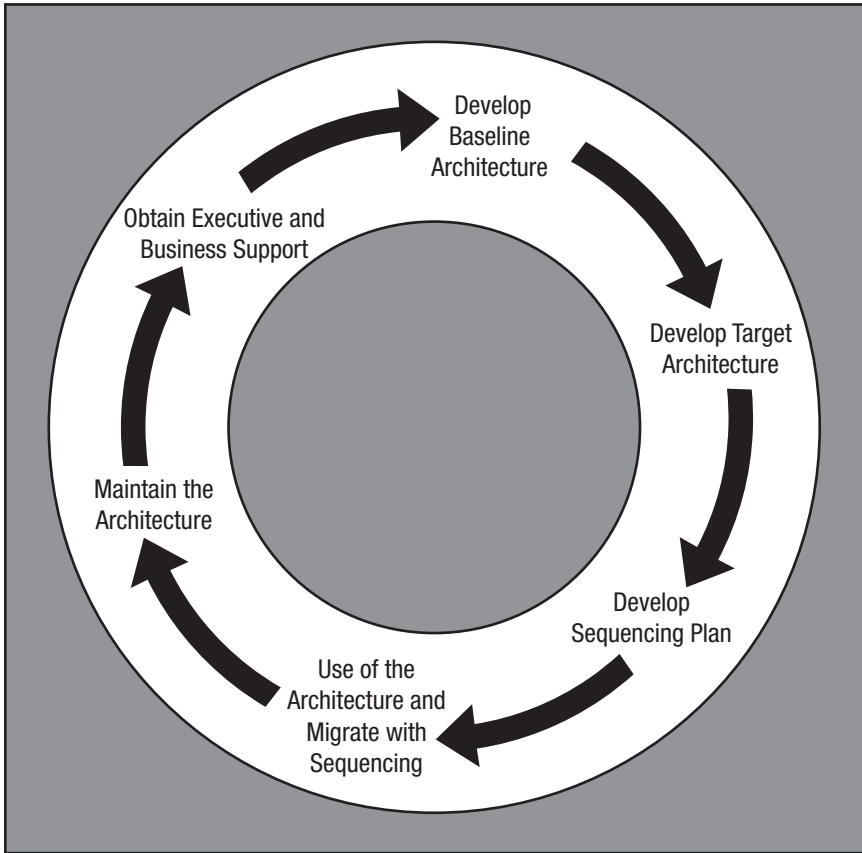 Develop
Baseline
Architecture
Develop Target
Architecture
Develop
Sequencing Plan
Use of the
Architecture and
Migrate with
Sequencing
Maintain the
Architecture
Obtain Executive and
Business Support